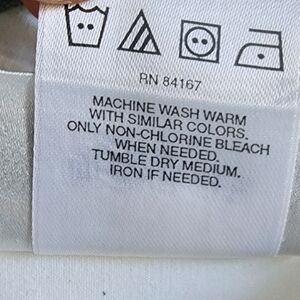 RN 84167
MACHINE WASH WARM
WITH SIMILAR COLORS.
ONLY NON-CHLORINE BLEACH
WHEN NEEDED.
TUMBLE DRY MEDIUM.
IRON IF NEEDED.